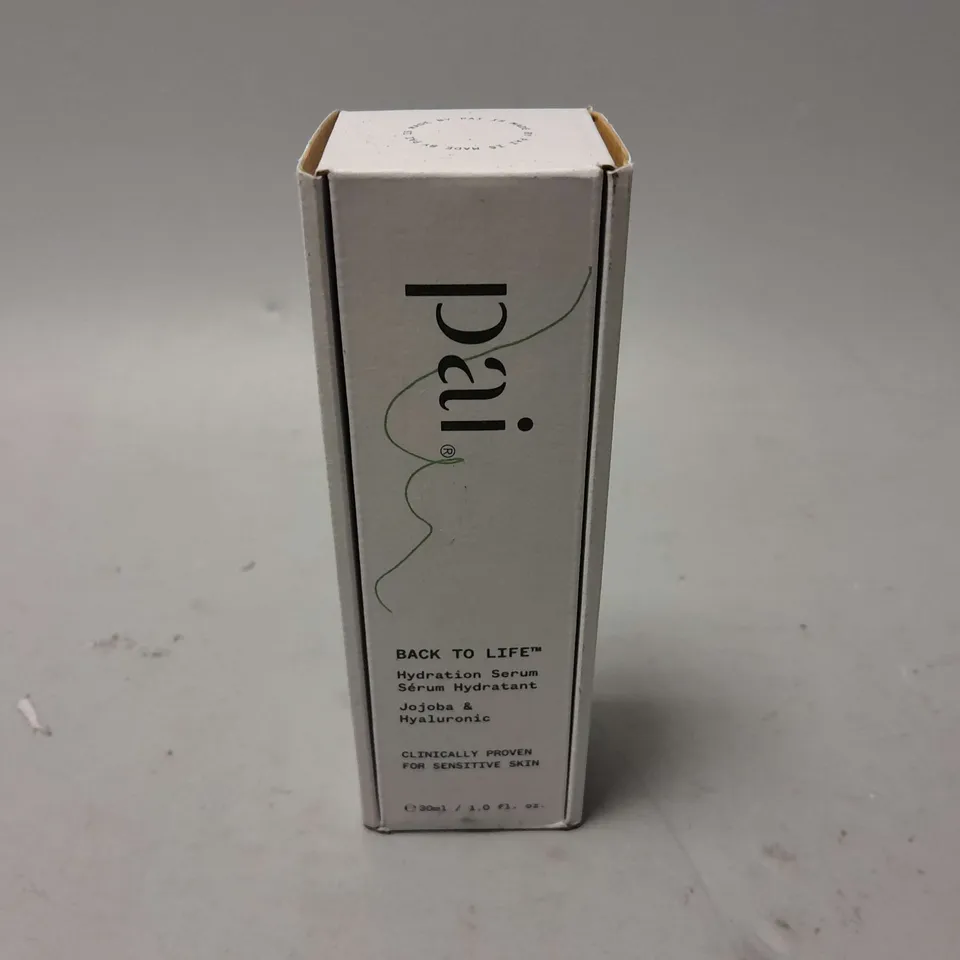 pai®
BACK TO LIFE™
Hydration Serum
Sérum Hydratant
Jojoba &
Hyaluronic
CLINICALLY PROVEN
FOR SENSITIVE SKIN
℮ 30ml / 1.0 fl. oz.